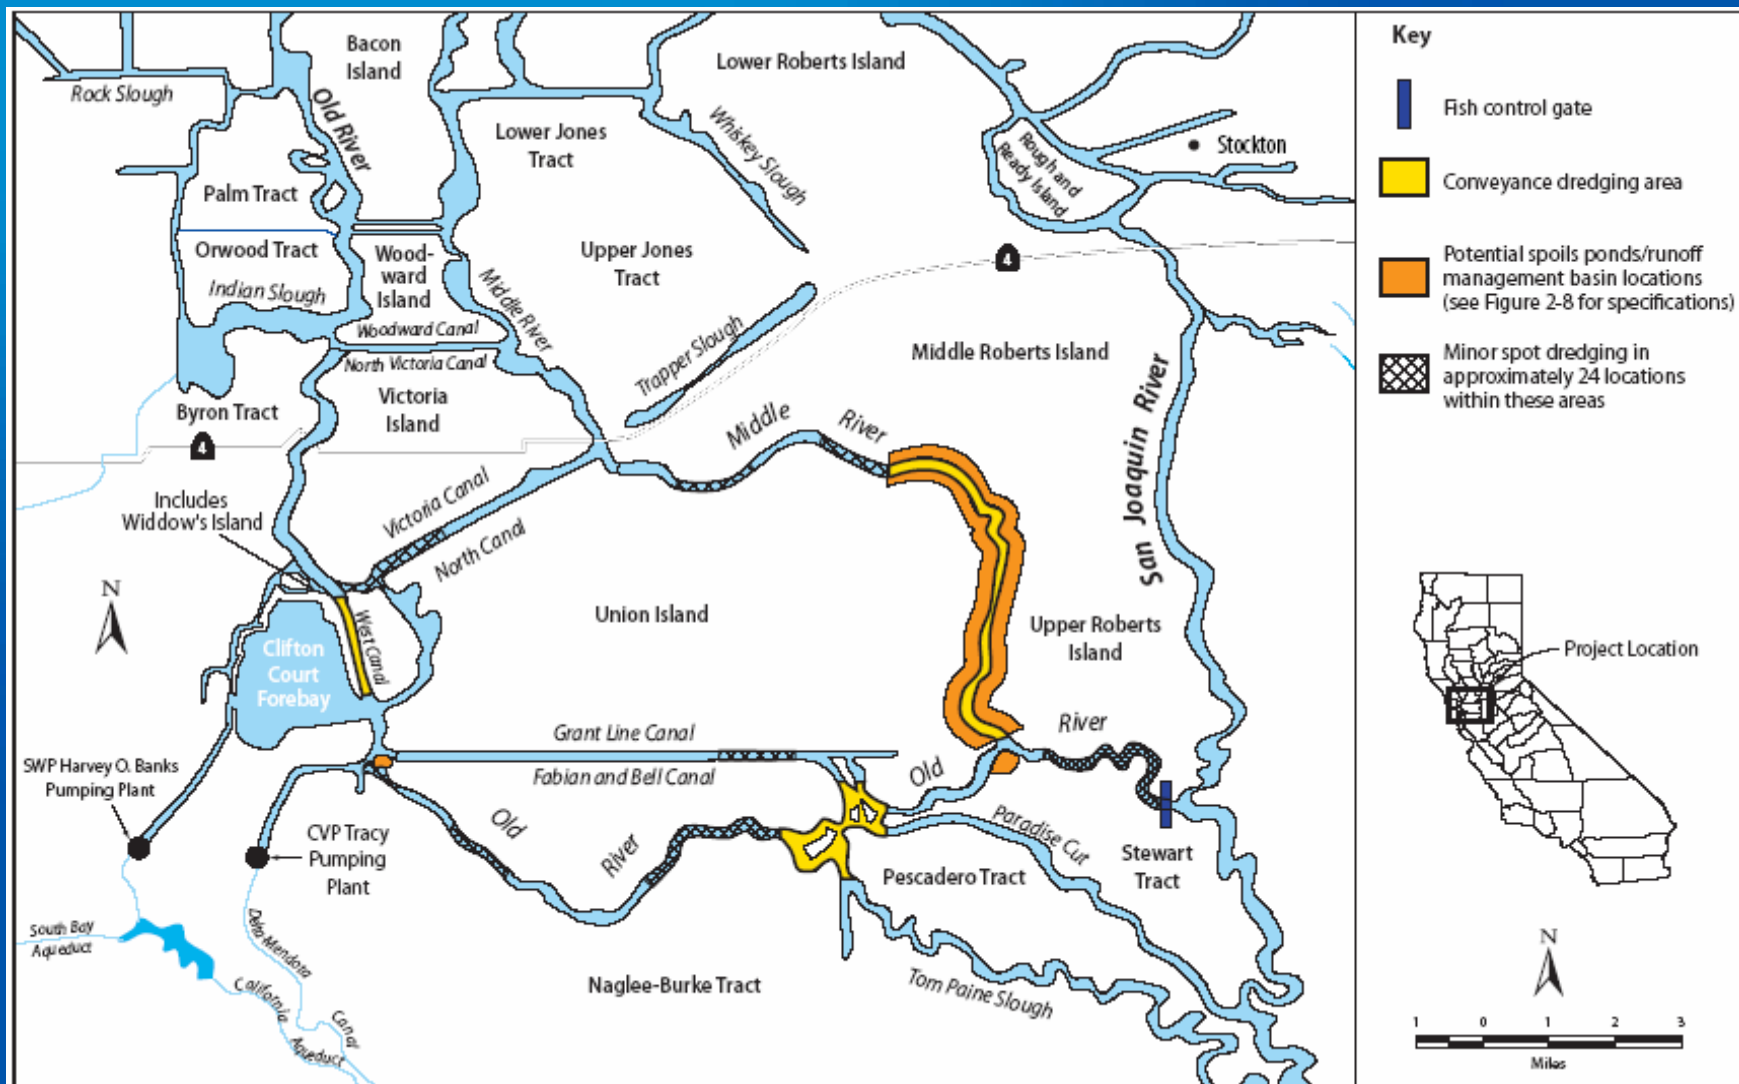 Bacon
Island
Lower Roberts Island
Rock Slough
Old River
Lower Jones
Tract
Whiskey Slough
Rough and
Ready Island
Stockton
Palm Tract
Orwood Tract
Wood-
ward
Island
Upper Jones
Tract
4
Indian Slough
Middle River
Woodward Canal
North Victoria Canal
Trapper Slough
Middle Roberts Island
Byron Tract
Victoria
Island
4
Middle River
San Joaquin River
Includes
Widdow's Island
Victoria Canal
North Canal
N
Union Island
Upper Roberts
Island
West Canal
Clifton
Court
Forebay
Grant Line Canal
River
SWP Harvey O. Banks
Pumping Plant
Fabian and Bell Canal
Old
Old
River
Paradise Cut
CVP Tracy
Pumping
Plant
Pescadero Tract
Stewart
Tract
South Bay
Aqueduct
Delta Mendota
Canal
California
Aqueduct
Naglee-Burke Tract
Tom Paine Slough
Key
Fish control gate
Conveyance dredging area
Potential spoils ponds/runoff
management basin locations
(see Figure 2-8 for specifications)
Minor spot dredging in
approximately 24 locations
within these areas
Project Location
N
1 0 1 2 3
Miles